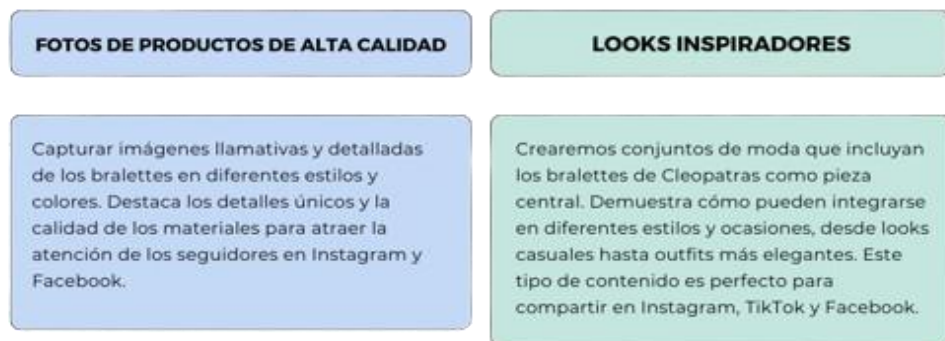 FOTOS DE PRODUCTOS DE ALTA CALIDAD
Capturar imágenes llamativas y detalladas
de los bralettes en diferentes estilos y
colores. Destaca los detalles únicos y la
calidad de los materiales para atraer la
atención de los seguidores en Instagram y
Facebook.
LOOKS INSPIRADORES
Crearemos conjuntos de moda que incluyan
los bralettes de Cleopatras como pieza
central. Demuestra cómo pueden integrarse
en diferentes estilos y ocasiones, desde looks
casuales hasta outfits más elegantes. Este
tipo de contenido es perfecto para
compartir en Instagram, TikTok y Facebook.